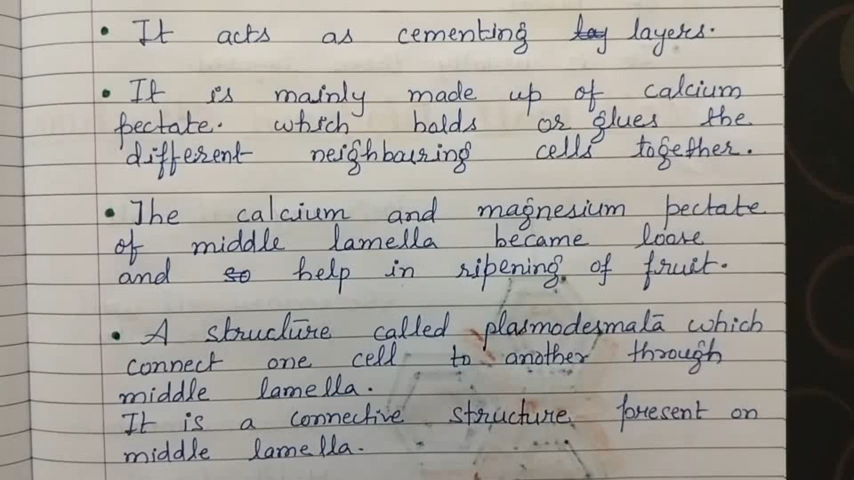 • It acts as cementing layers.
• It is mainly made up of calcium
pectate. which holds or glues the
different neighbouring cells together.
• The calcium and magnesium pectate
of middle lamella became loose
and help in ripening of fruit.
• A structure called plasmodesmata which
connect one cell to another through
middle lamella.
It is a connective structure present on
middle lamella.